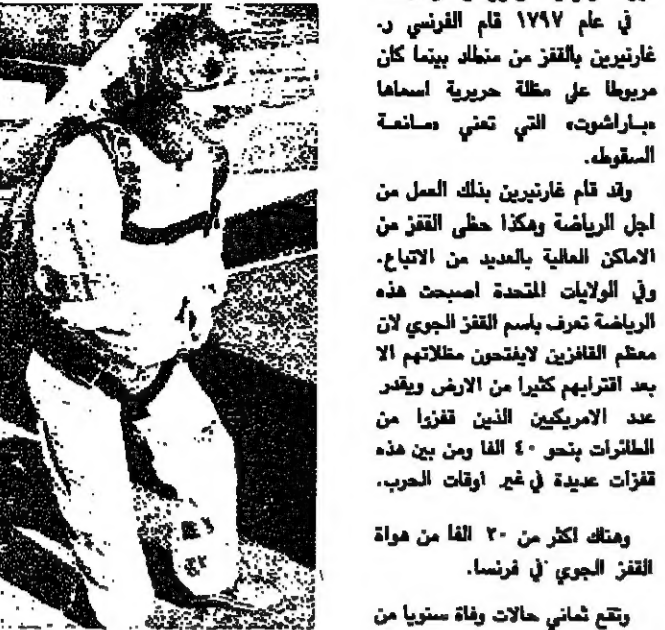 في عام ١٧٩٧ قام الفرنسي ر.
غارنيرين بالقفز من منطاد بينما كان
مربوطا على مظلة حريرية اسماها
«باراشوت» التي تعني «مانعة
السقوط».
وقد قام غارنيرين بذلك العمل من
اجل الرياضة وهكذا حظى القفز من
الاماكن العالية بالعديد من الاتباع.
وفي الولايات المتحدة اصبحت هذه
الرياضة تعرف باسم القفز الجوي لان
معظم القافزين لايفتحون مظلاتهم الا
بعد اقترابهم كثيرا من الارض ويقدر
عدد الامريكيين الذين قفزوا من
الطائرات بنحو ٤٠ الفا ومن بين هذه
قفزات عديدة في غير اوقات الحرب.
وهناك اكثر من ٣٠ الفا من هواة
القفز الجوي في فرنسا.
وتقع ثماني حالات وفاة سنويا من